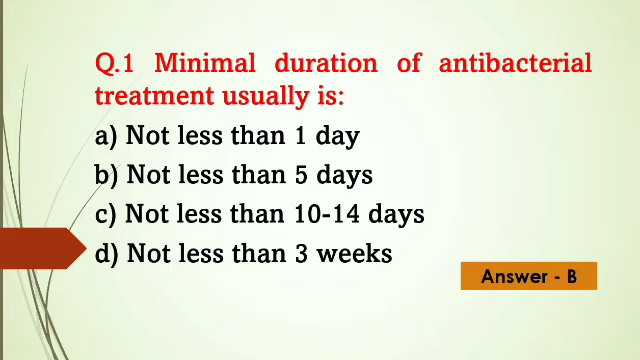 Q.1 Minimal duration of antibacterial
treatment usually is:
a) Not less than 1 day
b) Not less than 5 days
c) Not less than 10-14 days
d) Not less than 3 weeks
Answer - B